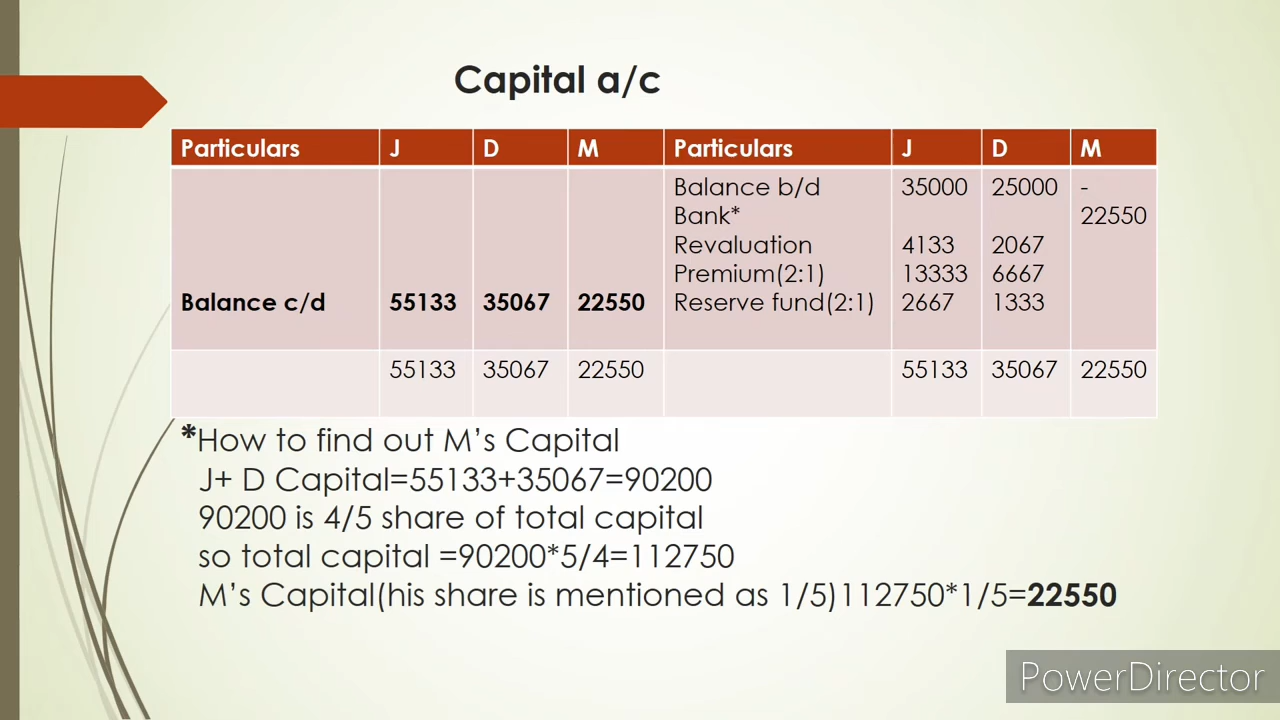 Capital a/c
Particulars J D M Particulars J D M
Balance b/d 35000 25000 -
Bank* 22550
Revaluation 4133 2067
Premium(2:1) 13333 6667
Balance c/d 55133 35067 22550 Reserve fund(2:1) 2667 1333
55133 35067 22550 55133 35067 22550
*How to find out M’s Capital
J+ D Capital=55133+35067=90200
90200 is 4/5 share of total capital
so total capital =90200*5/4=112750
M’s Capital(his share is mentioned as 1/5)112750*1/5=22550
PowerDirector